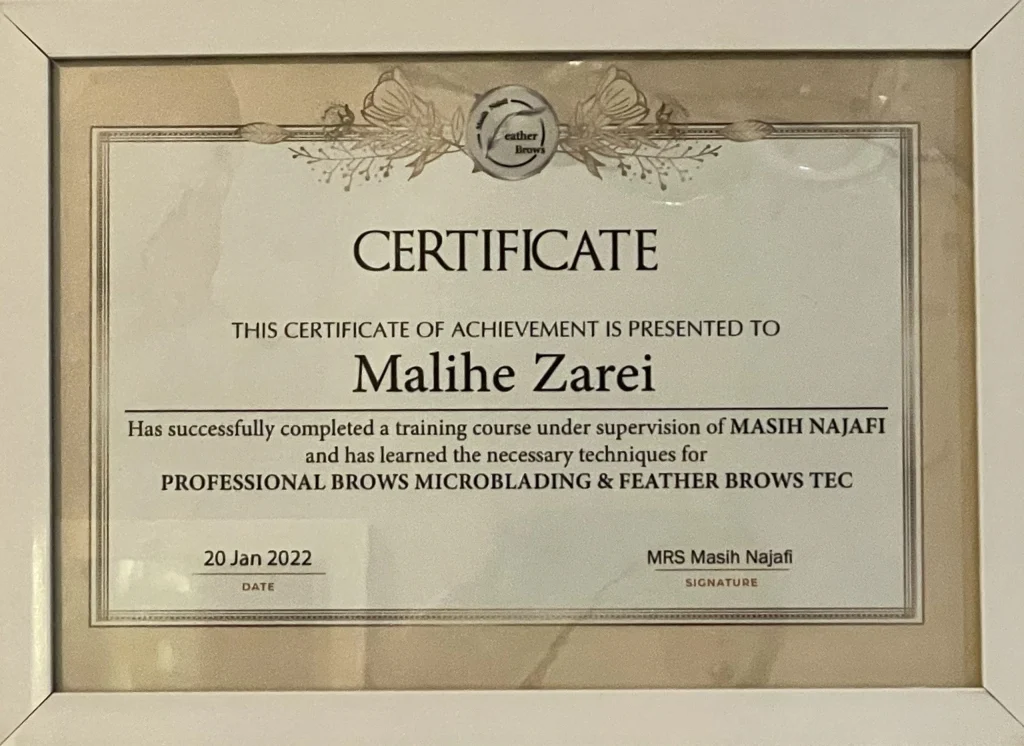 Masih Najafi
Feather
Brows
CERTIFICATE
THIS CERTIFICATE OF ACHIEVEMENT IS PRESENTED TO
Malihe Zarei
Has successfully completed a training course under supervision of MASIH NAJAFI
and has learned the necessary techniques for
PROFESSIONAL BROWS MICROBLADING & FEATHER BROWS TEC
20 Jan 2022
DATE
MRS Masih Najafi
SIGNATURE